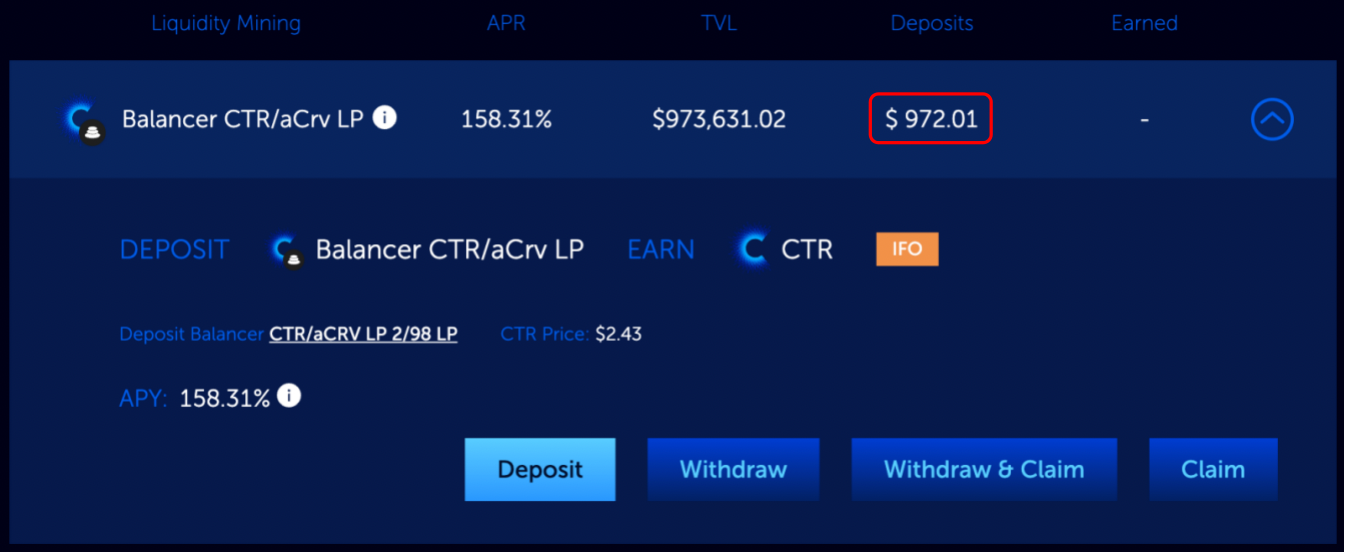 Liquidity Mining APR TVL Deposits Earned
Balancer CTR/aCrv LP i 158.31% $973,631.02 $ 972.01 -
DEPOSIT Balancer CTR/aCrv LP EARN CTR IFO
Deposit Balancer CTR/aCRV LP 2/98 LP CTR Price: $2.43
APY: 158.31% i
Deposit Withdraw Withdraw & Claim Claim